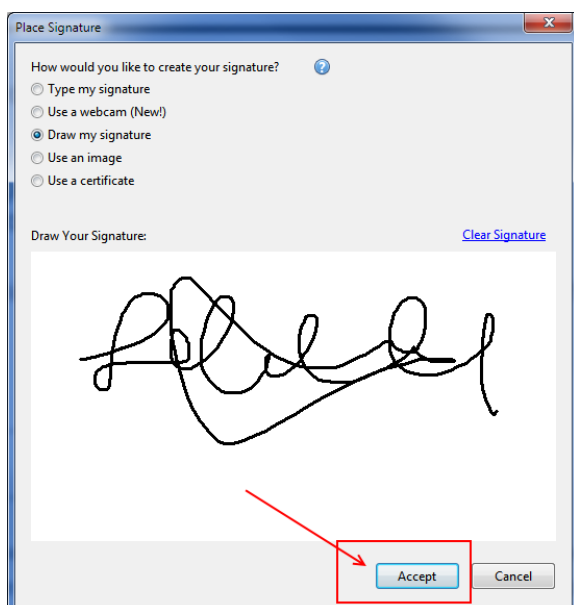 Place Signature
How would you like to create your signature?
Type my signature
Use a webcam (New!)
Draw my signature
Use an image
Use a certificate
Draw Your Signature: Clear Signature
Accept Cancel